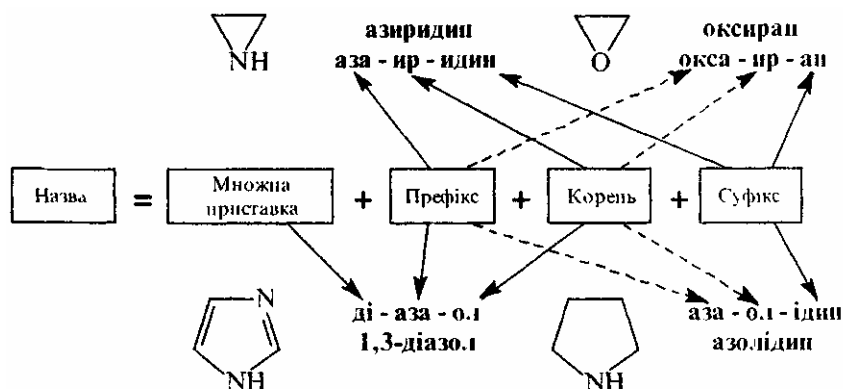 азиридин
аза - ир - идин
оксиран
окса - ир - ан
NH
O
Назва = Множна приставка + Префікс + Корень + Суфікс
N
NH
ді - аза - ол
1,3-діазол
NH
аза - ол - ідин
азолідин